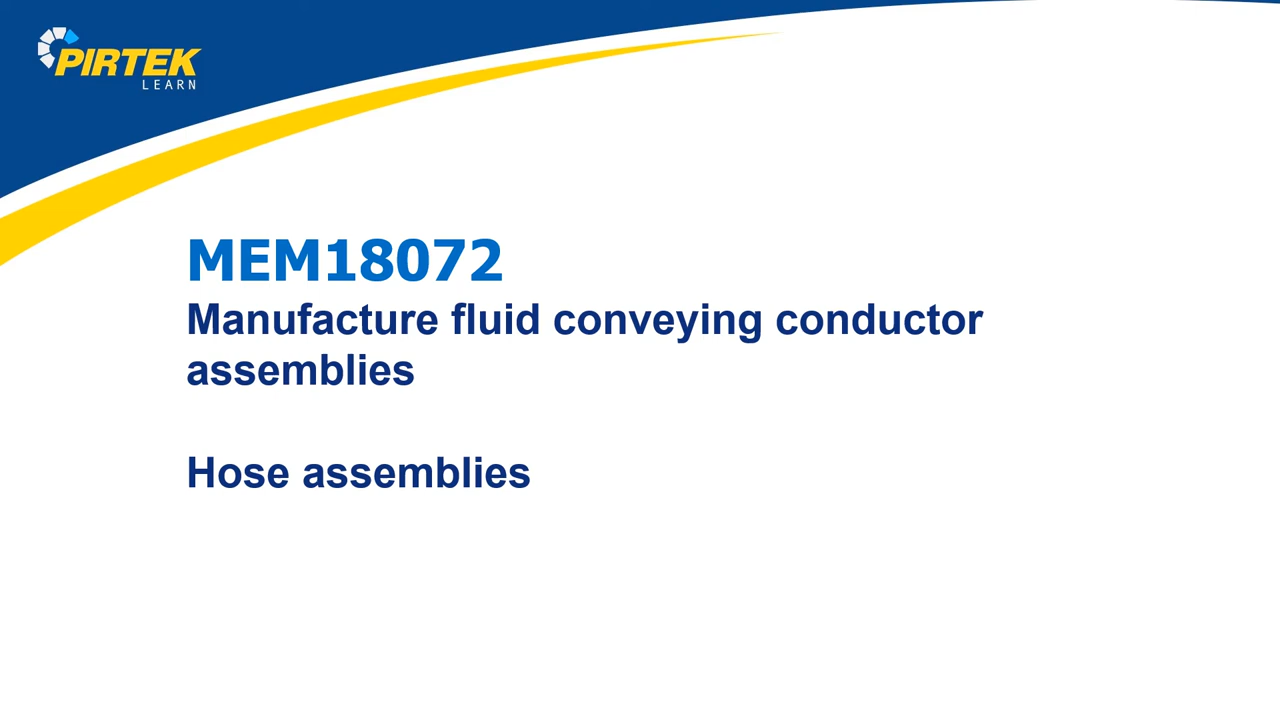 PIRTEK
LEARN
MEM18072
Manufacture fluid conveying conductor
assemblies
Hose assemblies